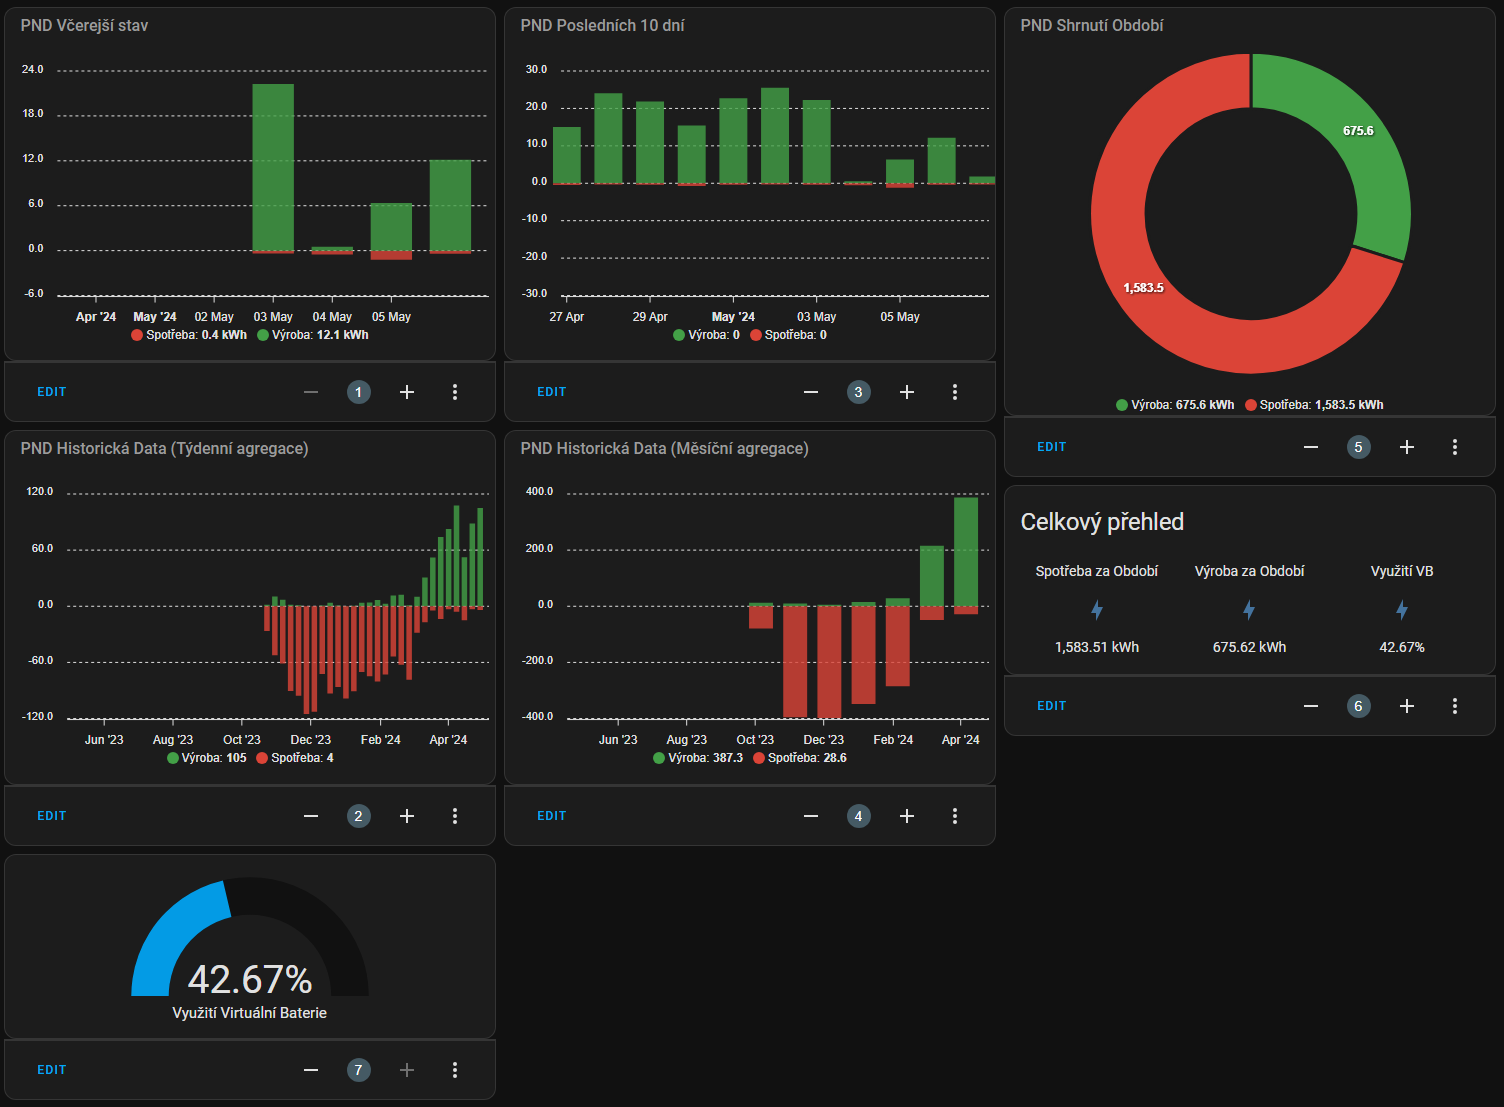 PND Včerejší stav
24.0
18.0
12.0
6.0
0.0
-6.0
Apr '24 May '24 02 May 03 May 04 May 05 May
Spotřeba: 0.4 kWh Výroba: 12.1 kWh
EDIT 1
PND Posledních 10 dní
30.0
20.0
10.0
0.0
-10.0
-20.0
-30.0
27 Apr 29 Apr May '24 03 May 05 May
Výroba: 0 Spotřeba: 0
EDIT 3
PND Shrnutí Období
675.6
1,583.5
Výroba: 675.6 kWh Spotřeba: 1,583.5 kWh
EDIT 5
PND Historická Data (Týdenní agregace)
120.0
60.0
0.0
-60.0
-120.0
Jun '23 Aug '23 Oct '23 Dec '23 Feb '24 Apr '24
Výroba: 105 Spotřeba: 4
EDIT 2
PND Historická Data (Měsíční agregace)
400.0
200.0
0.0
-200.0
-400.0
Jun '23 Aug '23 Oct '23 Dec '23 Feb '24 Apr '24
Výroba: 387.3 Spotřeba: 28.6
EDIT 4
Celkový přehled
Spotřeba za Období Výroba za Období Využití VB
1,583.51 kWh 675.62 kWh 42.67%
EDIT 6
42.67%
Využití Virtuální Baterie
EDIT 7